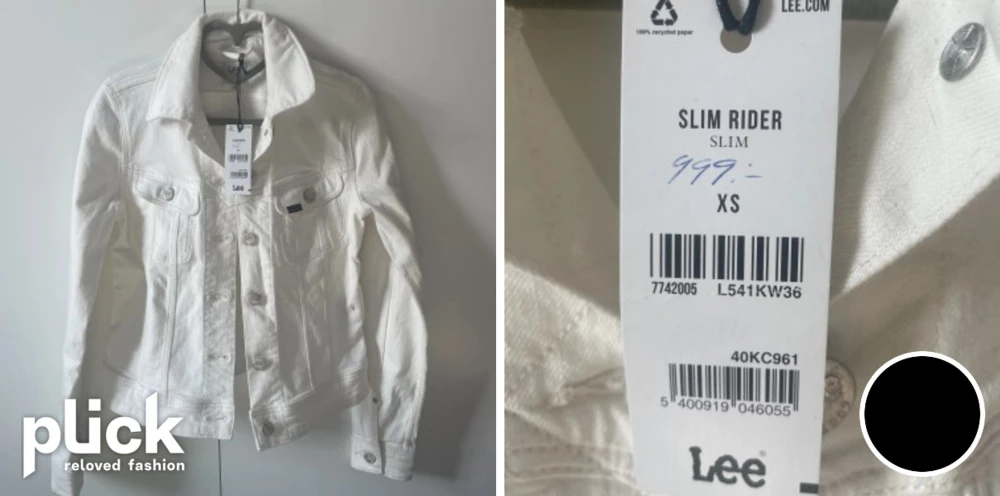 plick
reloved fashion
Lee
100% recycled paper
LEE.COM
SLIM RIDER
SLIM
999:-
XS
7742005 L541KW36
40KC961
5 400919 046055
Lee